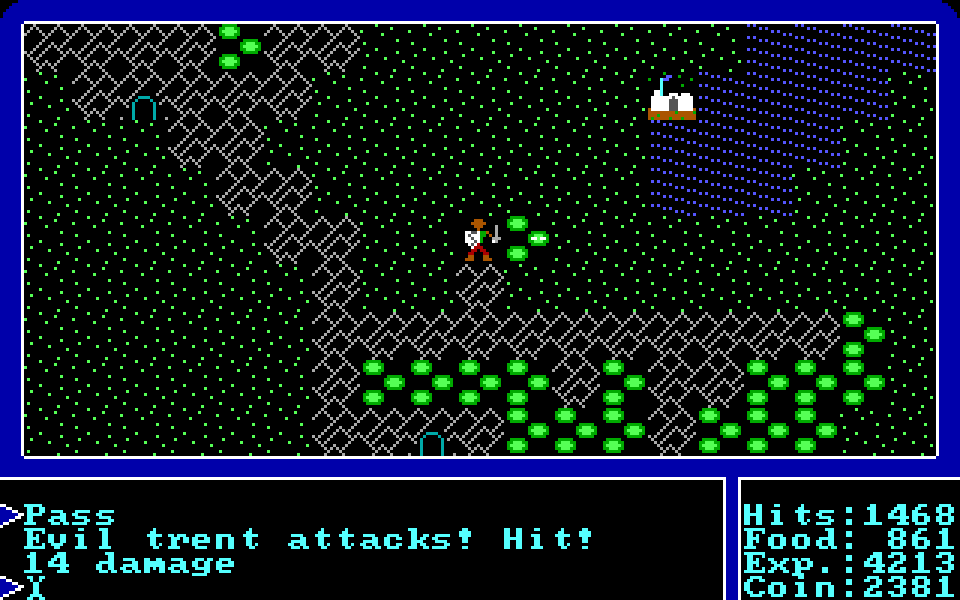 Pass
Evil trent attacks! Hit!
14 damage
Y
Hits:1468
Food: 861
Exp.:4213
Coin:2381